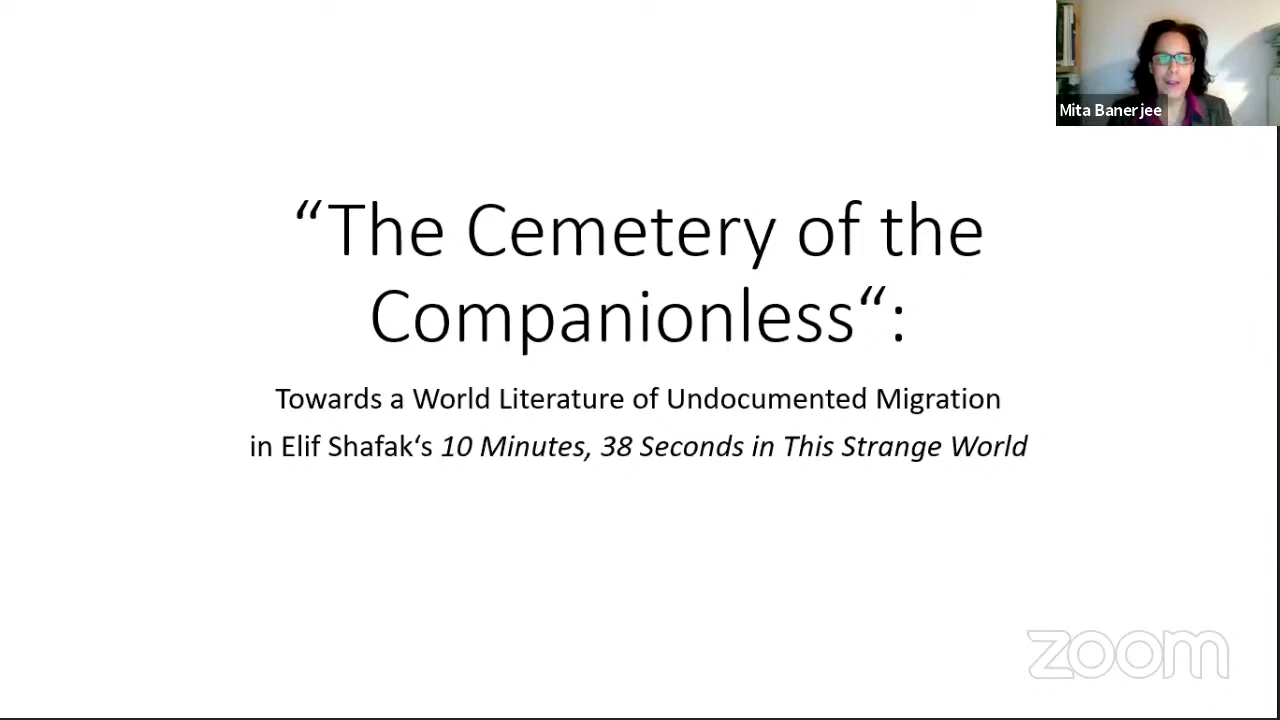 Mita Banerjee
“The Cemetery of the
Companionless“:
Towards a World Literature of Undocumented Migration
in Elif Shafak‘s 10 Minutes, 38 Seconds in This Strange World
zoom